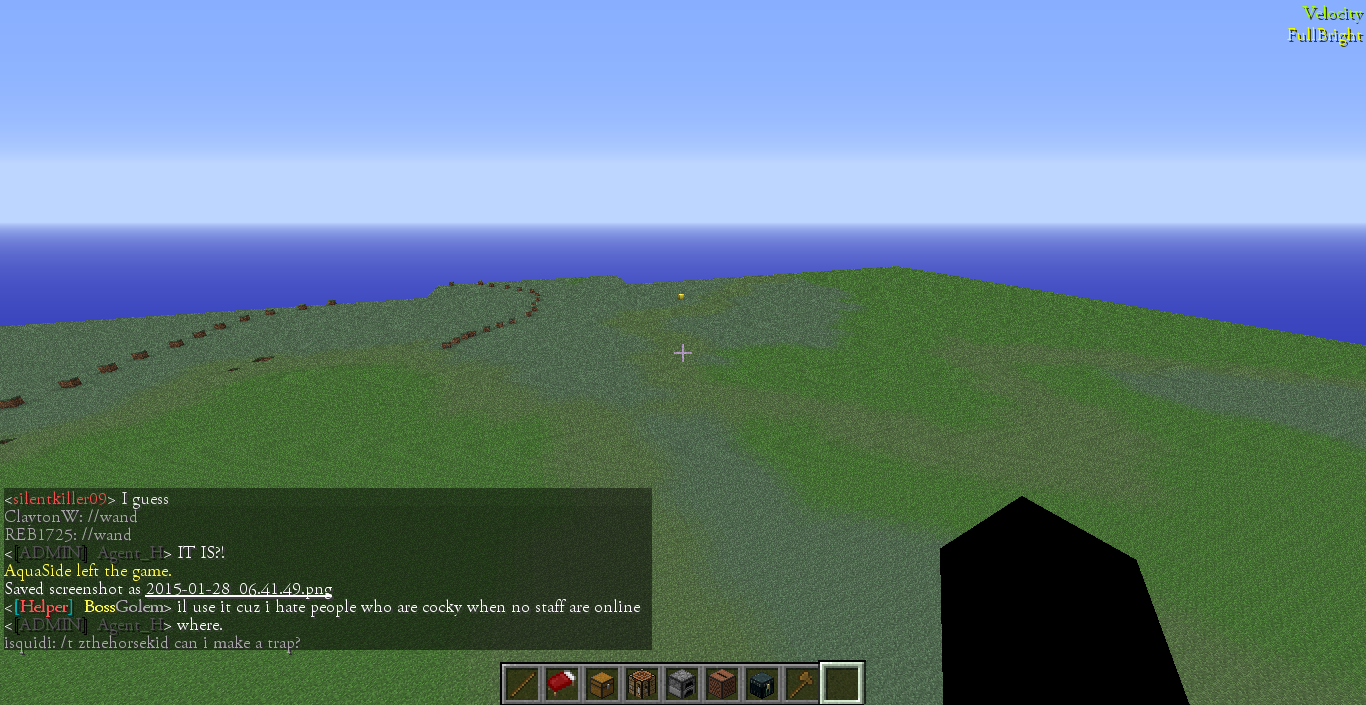 Velocity
FullBright
<silentkiller09> I guess
ClaytonW: //wand
REB1725: //wand
<[ADMIN] Agent_H> IT IS?!
AquaSide left the game.
Saved screenshot as 2015-01-28_06.41.49.png
<[Helper] BossGolem> il use it cuz i hate people who are cocky when no staff are online
<[ADMIN] Agent_H> where.
isquidi: /t zthehorsekid can i make a trap?